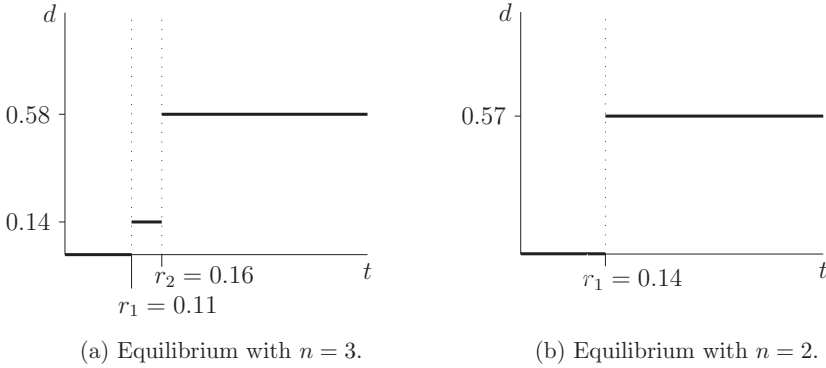 d
0.58
0.14
t
r₂ = 0.16
r₁ = 0.11
(a) Equilibrium with n = 3.
d
0.57
t
r₁ = 0.14
(b) Equilibrium with n = 2.